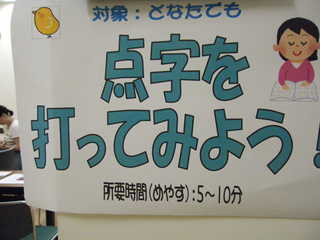 対象：どなたでも
点字を
打ってみよう！
所要時間(めやす)：5～10分